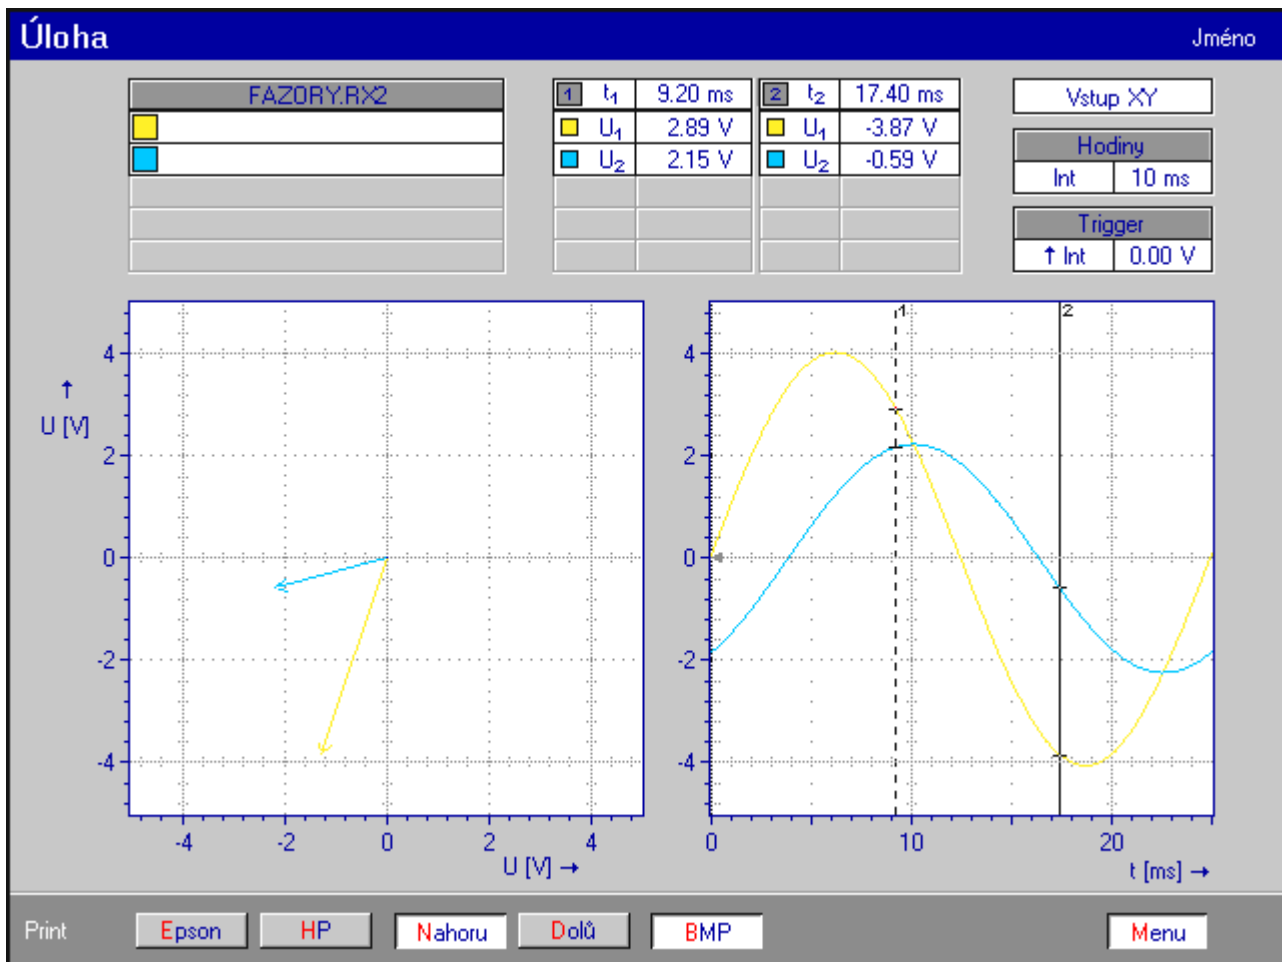 Úloha Jméno
FAZORY.RX2 1 t₁ 9.20 ms 2 t₂ 17.40 ms Vstup XY
U₁ 2.89 V U₁ -3.87 V
U₂ 2.15 V U₂ -0.59 V
Hodiny
Int 10 ms
Trigger
↑ Int 0.00 V
1 2
4 4
↑
U [V]
2 2
0 0
-2 -2
-4 -4
-4 -2 0 2 4 0 10 20
U [V] → t [ms] →
Print Epson HP Nahoru Dolů BMP Menu